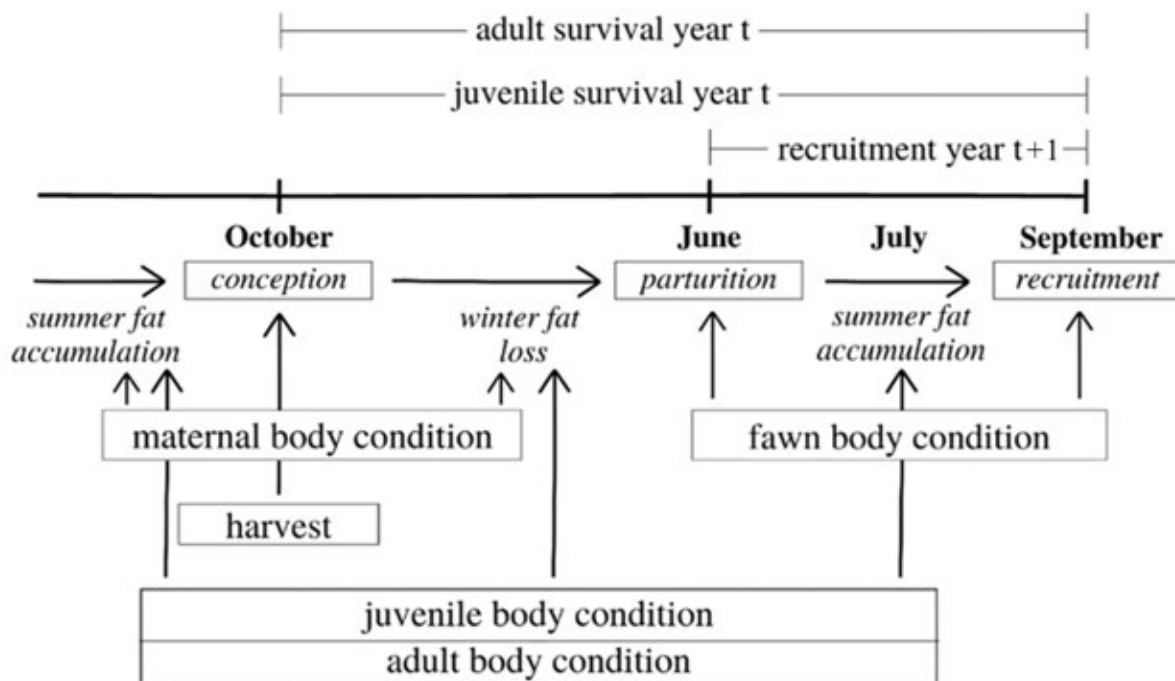 adult survival year t
juvenile survival year t
recruitment year t+1
October June July September
conception parturition recruitment
summer fat winter fat summer fat
accumulation loss accumulation
maternal body condition fawn body condition
harvest
juvenile body condition
adult body condition